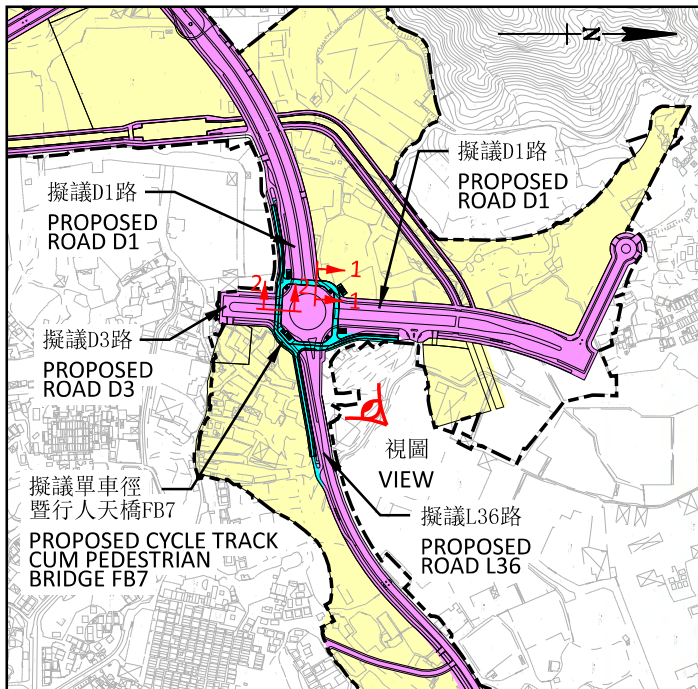 N
擬議D1路
PROPOSED
ROAD D1
擬議D1路
PROPOSED
ROAD D1
1
1
2
2
擬議D3路
PROPOSED
ROAD D3
視圖
VIEW
擬議單車徑
暨行人天橋FB7
PROPOSED CYCLE TRACK
CUM PEDESTRIAN
BRIDGE FB7
擬議L36路
PROPOSED
ROAD L36